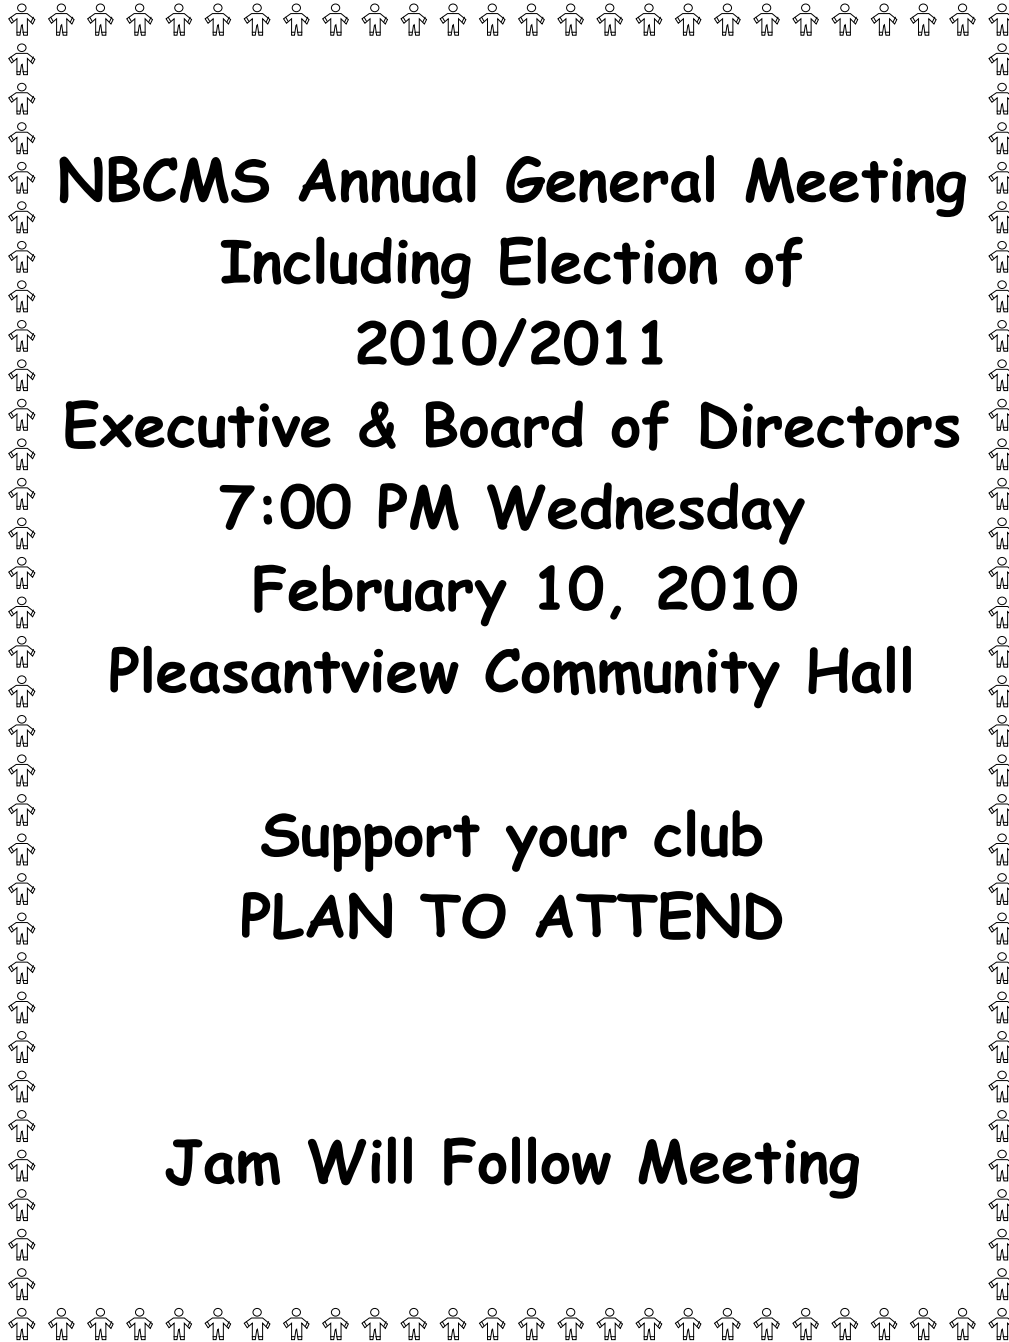 NBCMS Annual General Meeting
Including Election of
2010/2011
Executive & Board of Directors
7:00 PM Wednesday
February 10, 2010
Pleasantview Community Hall
Support your club
PLAN TO ATTEND
Jam Will Follow Meeting